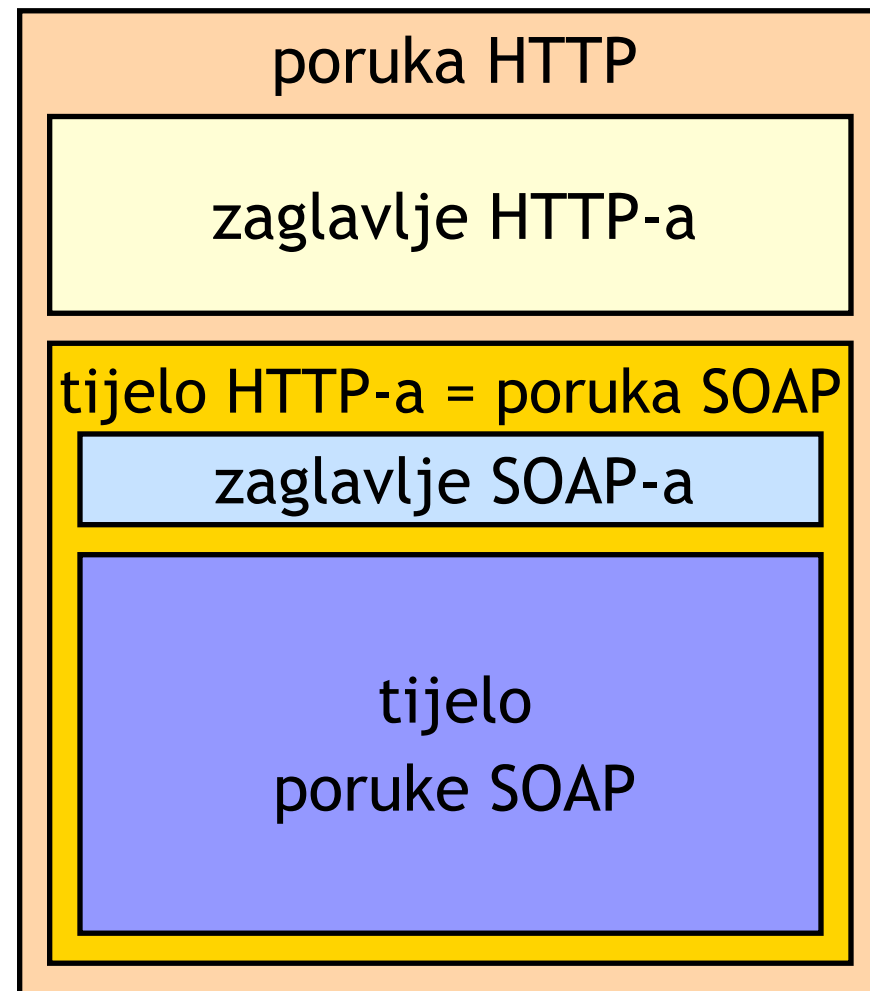 poruka HTTP
zaglavlje HTTP-a
tijelo HTTP-a = poruka SOAP
zaglavlje SOAP-a
tijelo
poruke SOAP